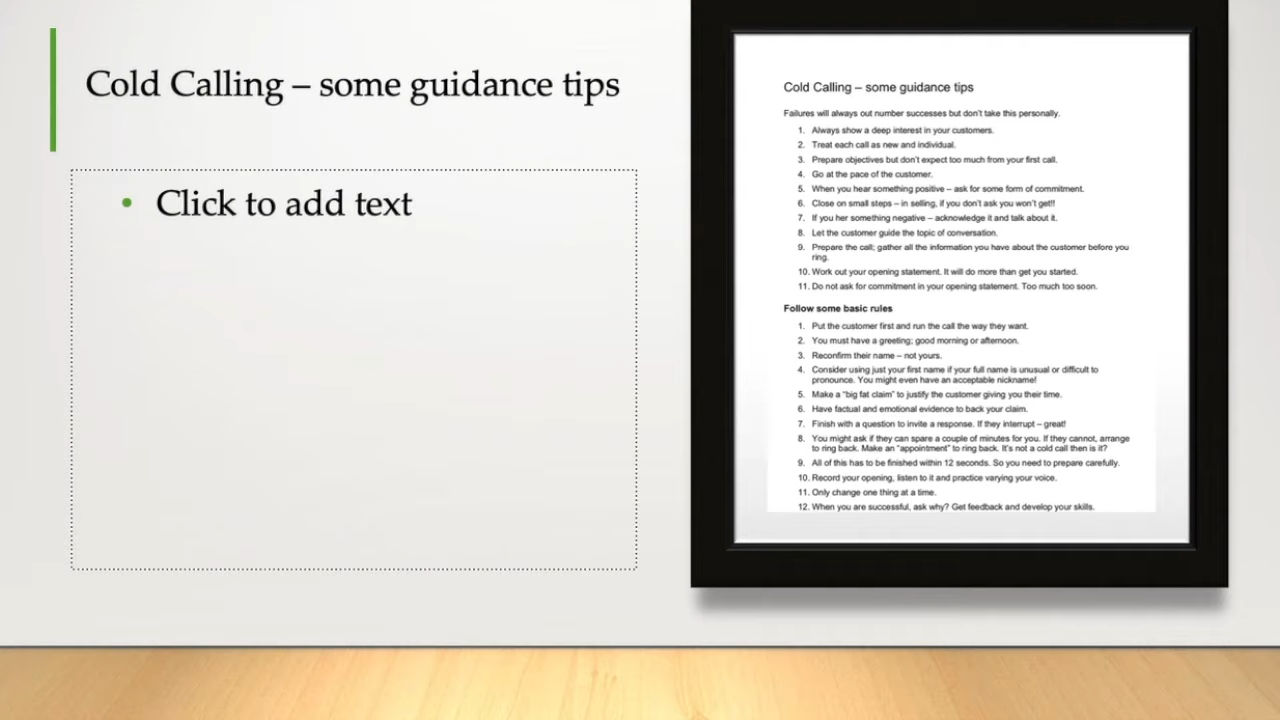 Cold Calling – some guidance tips
• Click to add text
Cold Calling – some guidance tips
Failures will always out number successes but don't take this personally.
1. Always show a deep interest in your customers.
2. Treat each call as new and individual.
3. Prepare objectives but don't expect too much from your first call.
4. Go at the pace of the customer.
5. When you hear something positive – ask for some form of commitment.
6. Close on small steps – in selling, if you don't ask you won't get!!
7. If you her something negative – acknowledge it and talk about it.
8. Let the customer guide the topic of conversation.
9. Prepare the call; gather all the information you have about the customer before you
ring.
10. Work out your opening statement. It will do more than get you started.
11. Do not ask for commitment in your opening statement. Too much too soon.
Follow some basic rules
1. Put the customer first and run the call the way they want.
2. You must have a greeting; good morning or afternoon.
3. Reconfirm their name – not yours.
4. Consider using just your first name if your full name is unusual or difficult to
pronounce. You might even have an acceptable nickname!
5. Make a "big fat claim" to justify the customer giving you their time.
6. Have factual and emotional evidence to back your claim.
7. Finish with a question to invite a response. If they interrupt – great!
8. You might ask if they can spare a couple of minutes for you. If they cannot, arrange
to ring back. Make an "appointment" to ring back. It's not a cold call then is it?
9. All of this has to be finished within 12 seconds. So you need to prepare carefully.
10. Record your opening, listen to it and practice varying your voice.
11. Only change one thing at a time.
12. When you are successful, ask why? Get feedback and develop your skills.